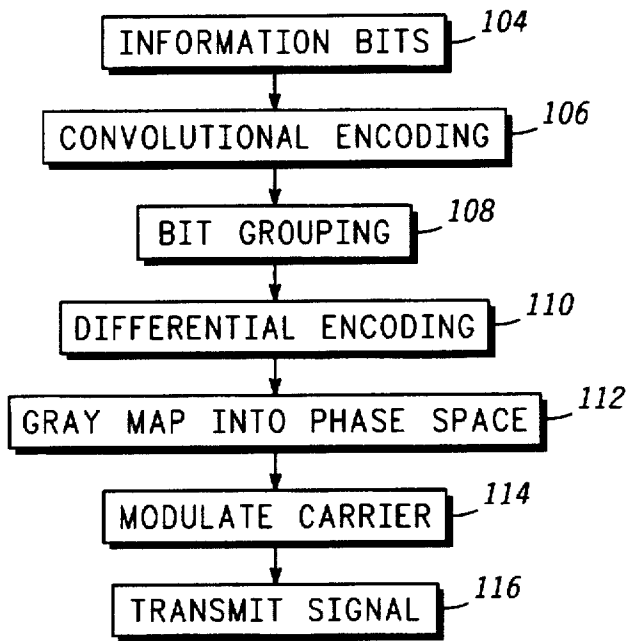 INFORMATION BITS 104
CONVOLUTIONAL ENCODING 106
BIT GROUPING 108
DIFFERENTIAL ENCODING 110
GRAY MAP INTO PHASE SPACE 112
MODULATE CARRIER 114
TRANSMIT SIGNAL 116